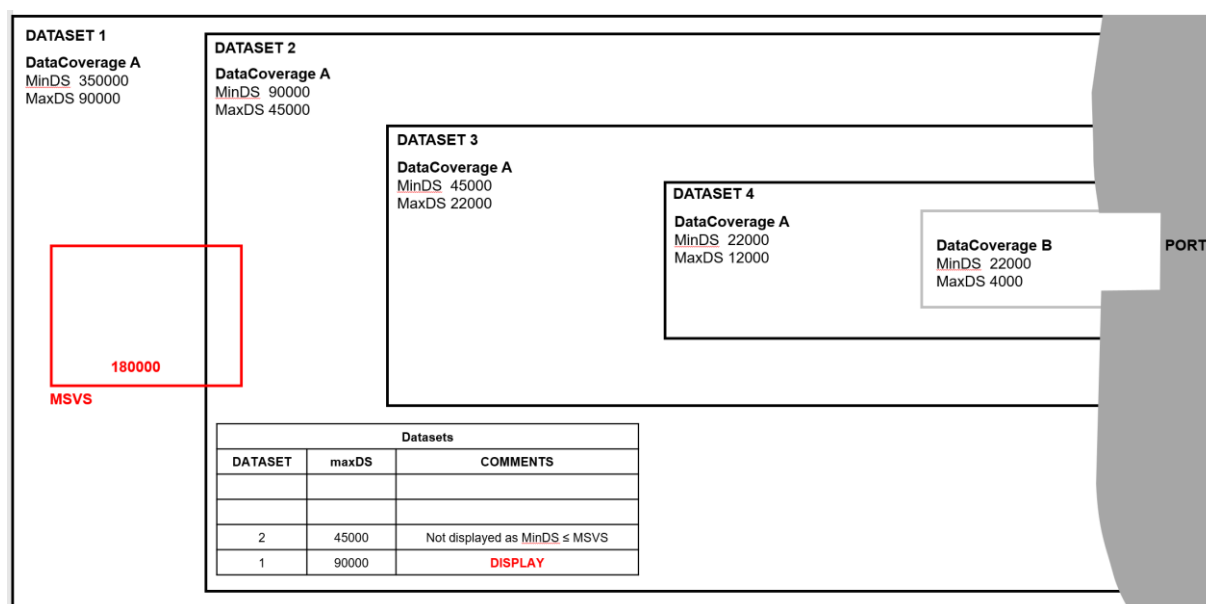 DATASET 1
DataCoverage A
MinDS 350000
MaxDS 90000
DATASET 2
DataCoverage A
MinDS 90000
MaxDS 45000
DATASET 3
DataCoverage A
MinDS 45000
MaxDS 22000
DATASET 4
DataCoverage A
MinDS 22000
MaxDS 12000
DataCoverage B
MinDS 22000
MaxDS 4000
PORT
180000
MSVS
Datasets
DATASET maxDS COMMENTS
2 45000 Not displayed as MinDS ≤ MSVS
1 90000 DISPLAY